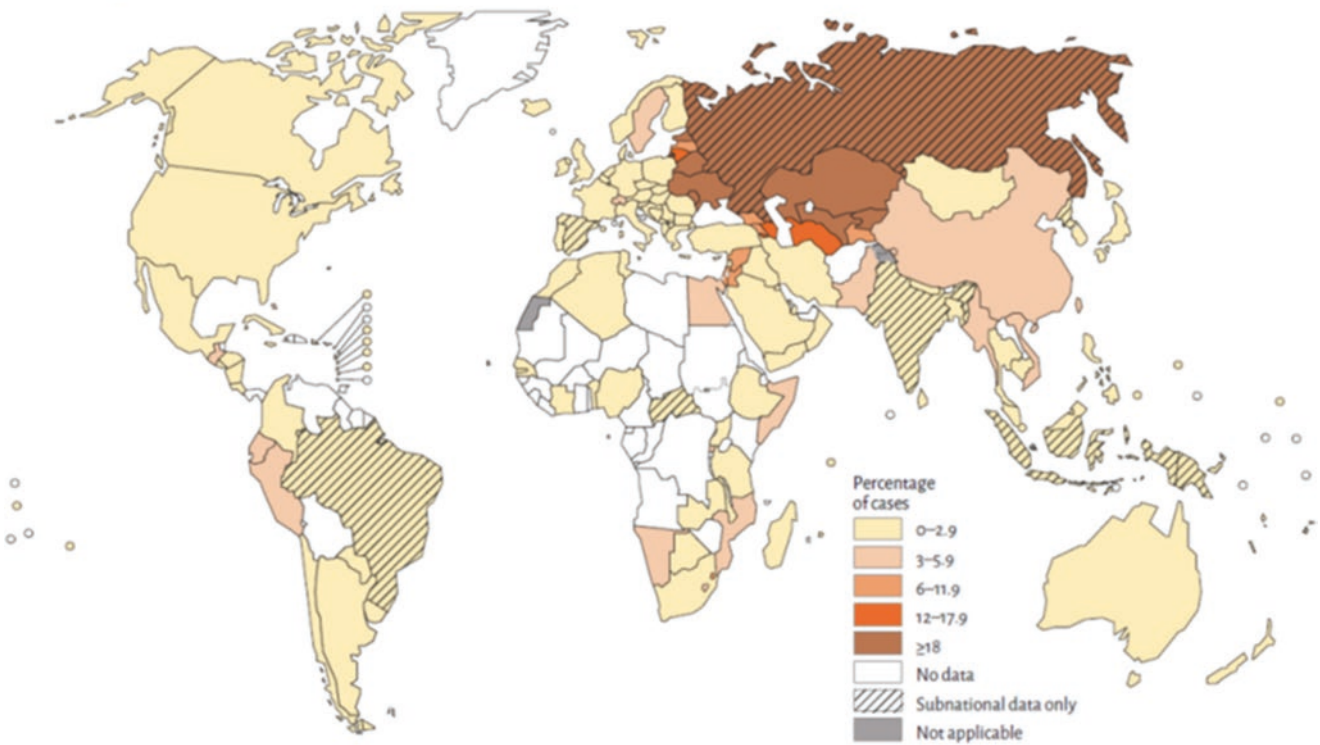 Percentage
of cases
0–2.9
3–5.9
6–11.9
12–17.9
≥18
No data
Subnational data only
Not applicable